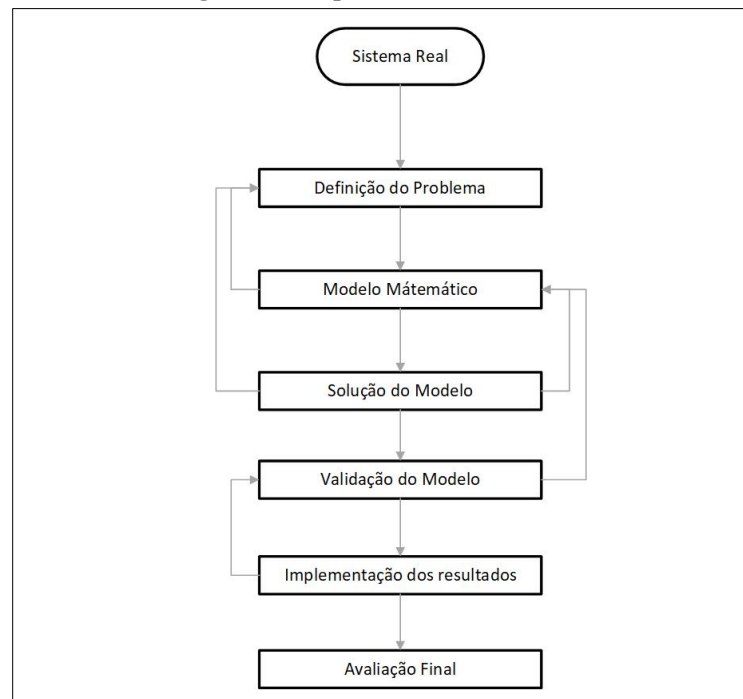 Sistema Real
Definição do Problema
Modelo Mátemático
Solução do Modelo
Validação do Modelo
Implementação dos resultados
Avaliação Final